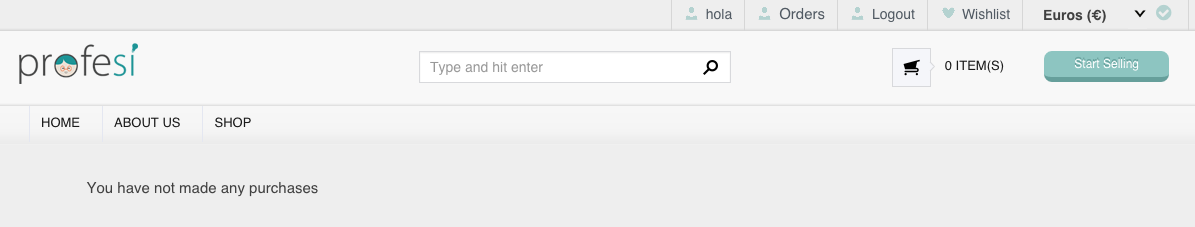 hola Orders Logout Wishlist Euros (€)
profesí
Type and hit enter
0 ITEM(S)
Start Selling
HOME ABOUT US SHOP
You have not made any purchases